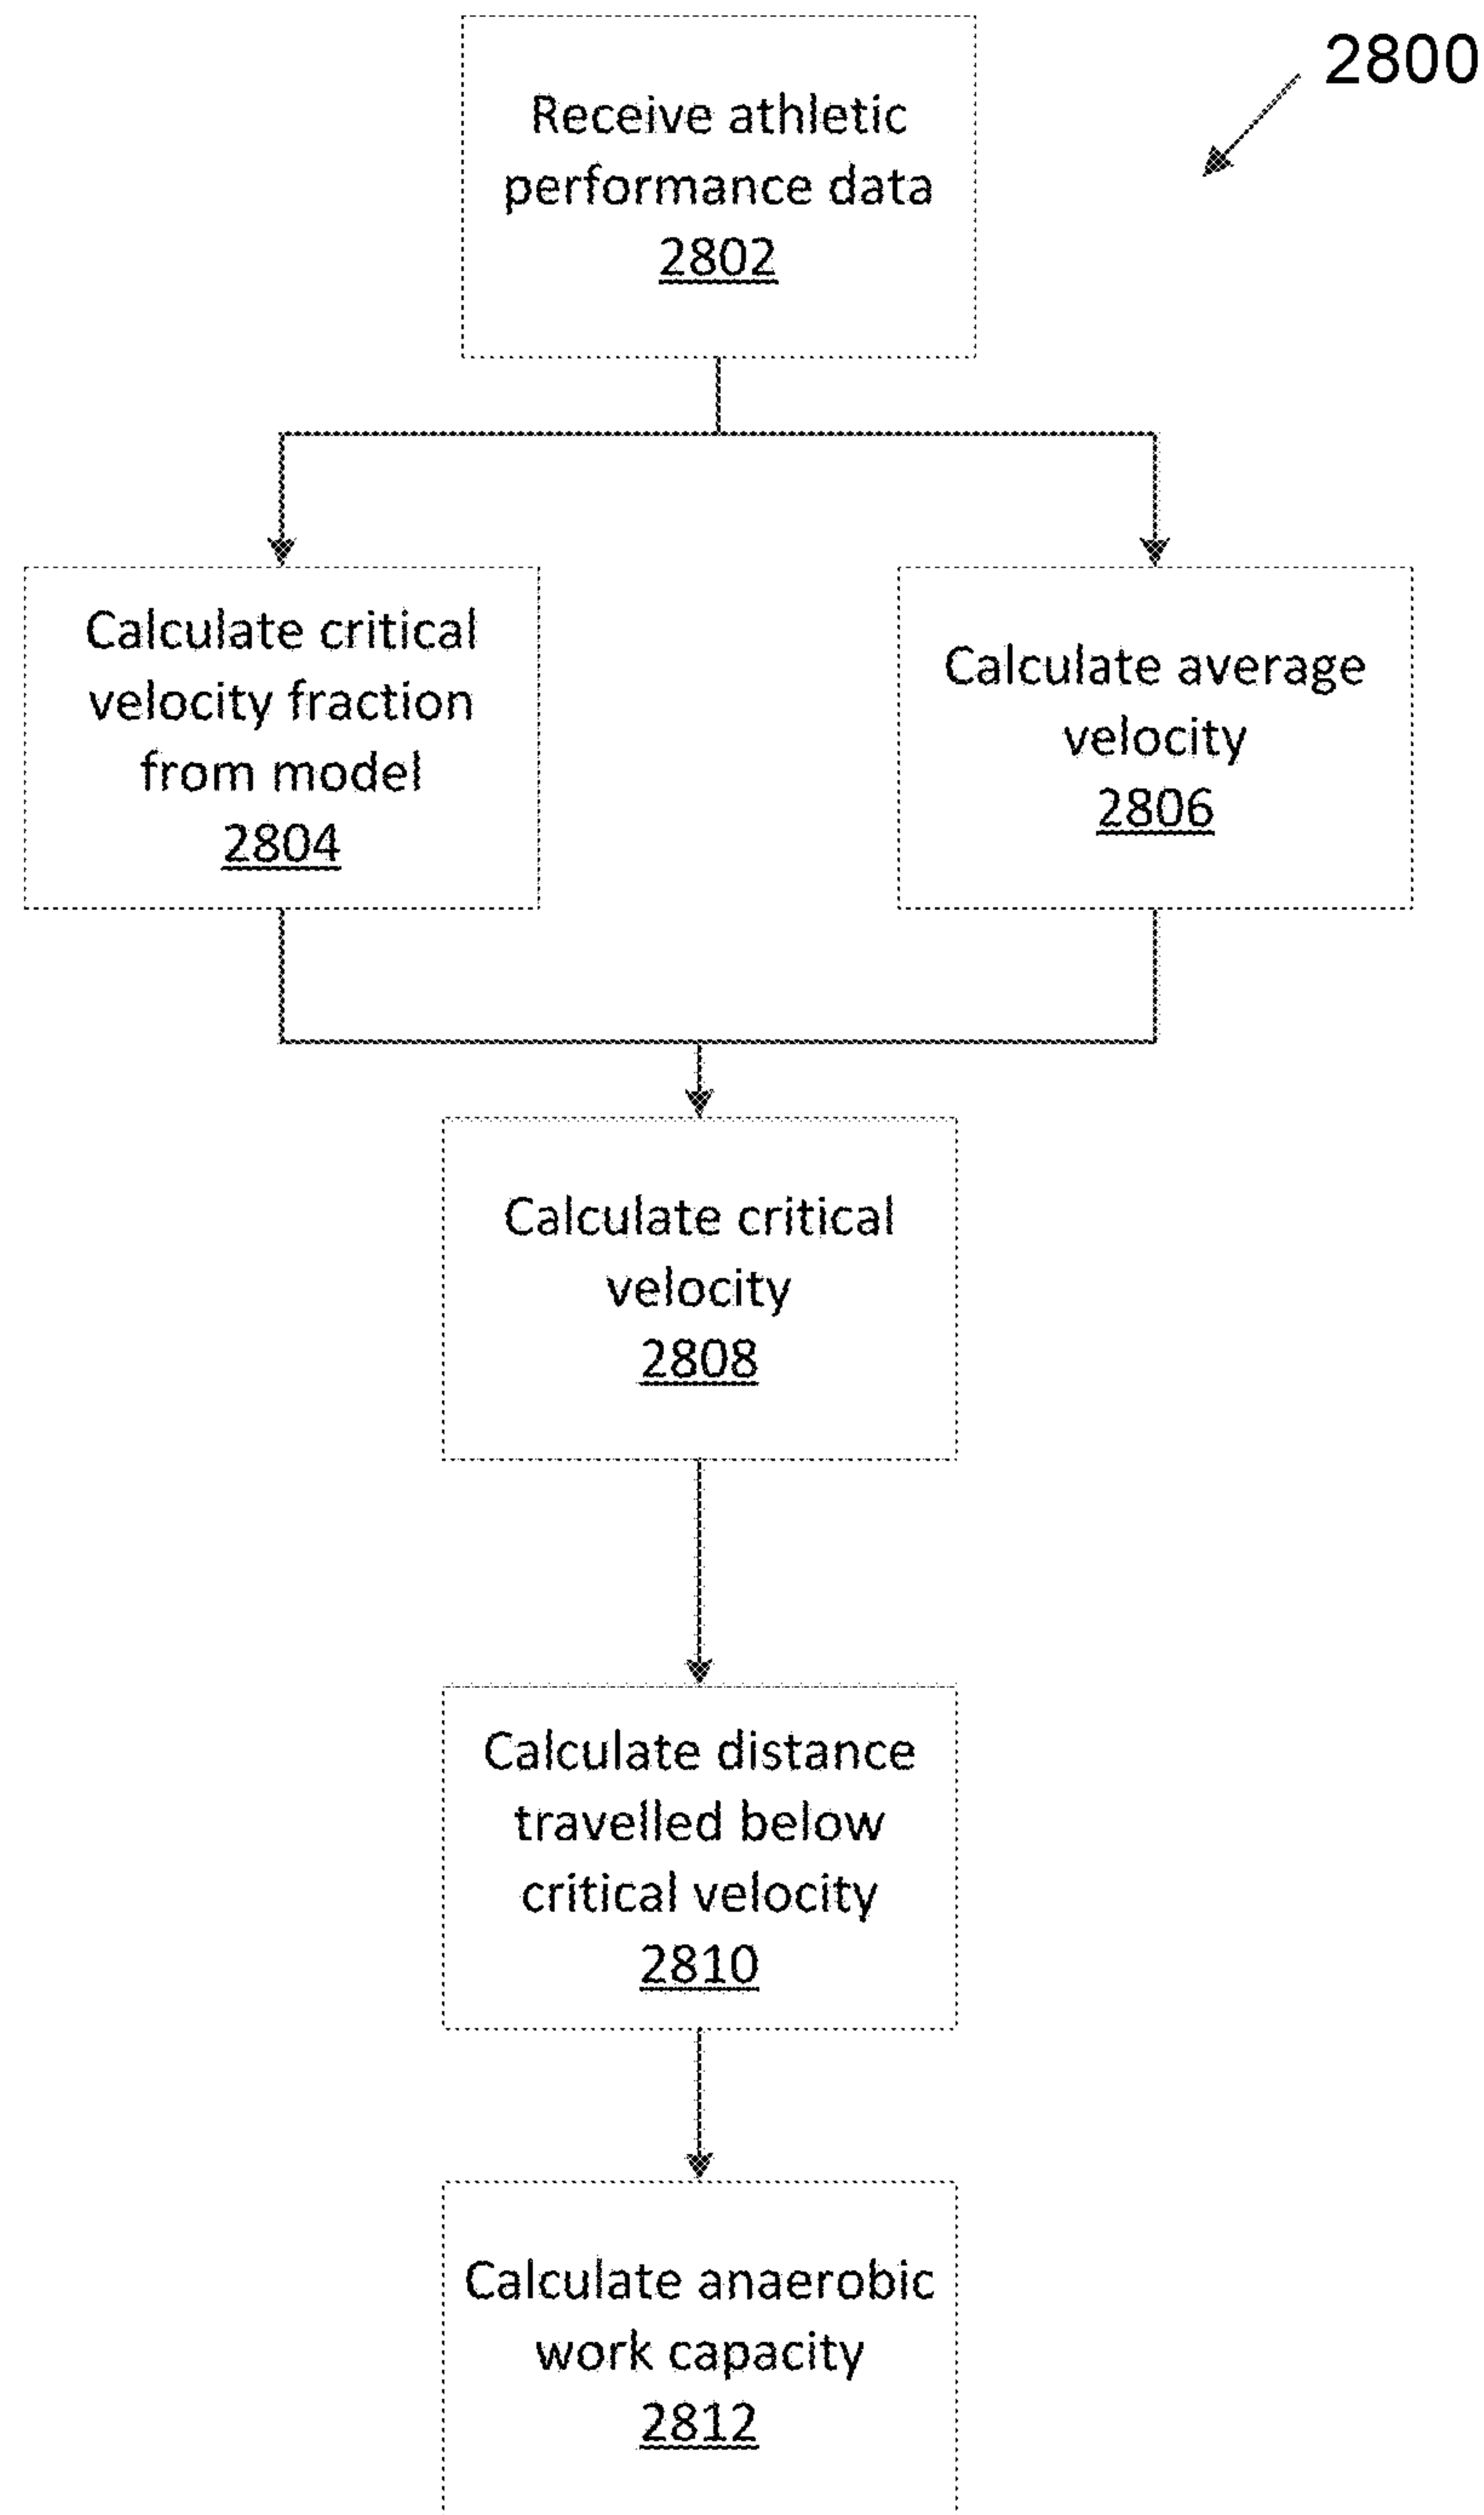 2800
Receive athletic
performance data
2802
Calculate critical
velocity fraction
from model
2804
Calculate average
velocity
2806
Calculate critical
velocity
2808
Calculate distance
travelled below
critical velocity
2810
Calculate anaerobic
work capacity
2812